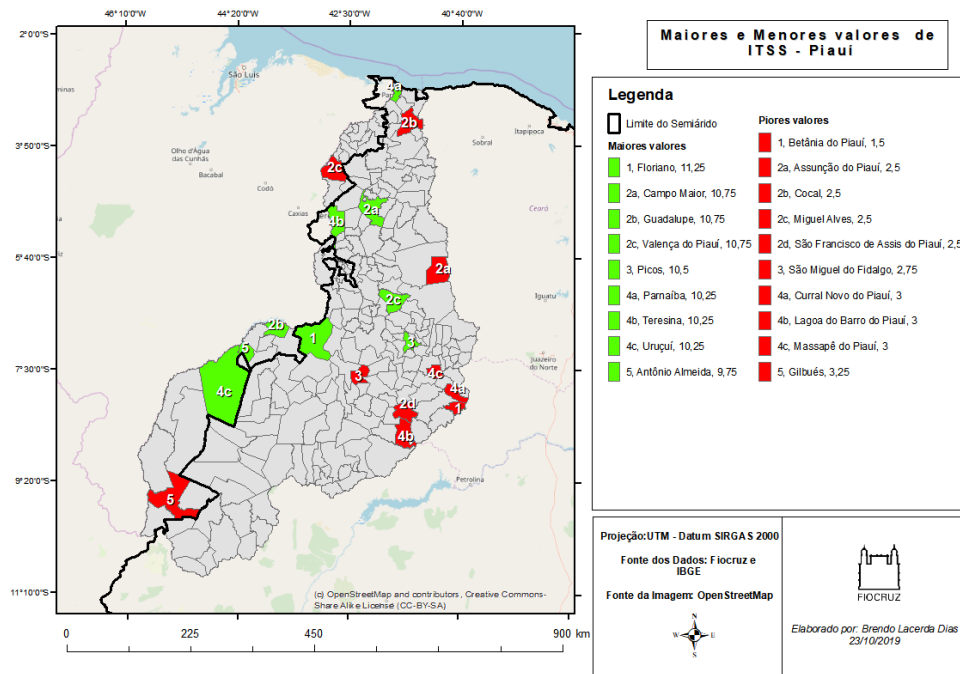 46°10'0"W
44°20'0"W
42°30'0"W
40°40'0"W
2°0'0"S
3°50'0"S
5°40'0"S
7°30'0"S
9°20'0"S
11°10'0"S
São Luís
Olho d'Água
das Cunhãs
Bacabal
Codó
Caxias
Sobral
Itapipoca
Ceará
Iguatu
Juazeiro
do Norte
Petrolina
4a
2b
2c
2a
4b
2a
2c
2b
1
3
5
4c
3
4c
4a
1
2d
4b
5
(c) OpenStreetMap and contributors, Creative Commons-
Share Alike License (CC-BY-SA)
0 225 450 900 km
Maiores e Menores valores de
ITSS - Piaui
Legenda
Limite do Semiárido
Maiores valores
1, Floriano, 11,25
2a, Campo Maior, 10,75
2b, Guadalupe, 10,75
2c, Valença do Piauí, 10,75
3, Picos, 10,5
4a, Parnaíba, 10,25
4b, Teresina, 10,25
4c, Uruçuí, 10,25
5, Antônio Almeida, 9,75
Piores valores
1, Betânia do Piauí, 1,5
2a, Assunção do Piauí, 2,5
2b, Cocal, 2,5
2c, Miguel Alves, 2,5
2d, São Francisco de Assis do Piauí, 2,5
3, São Miguel do Fidalgo, 2,75
4a, Curral Novo do Piauí, 3
4b, Lagoa do Barro do Piauí, 3
4c, Massapê do Piauí, 3
5, Gilbués, 3,25
Projeção:UTM - Datum SIRGAS 2000
Fonte dos Dados: Fiocruz e
IBGE
Fonte da Imagem: OpenStreetMap
N
W E
S
FIOCRUZ
Elaborado por: Brendo Lacerda Dias
23/10/2019